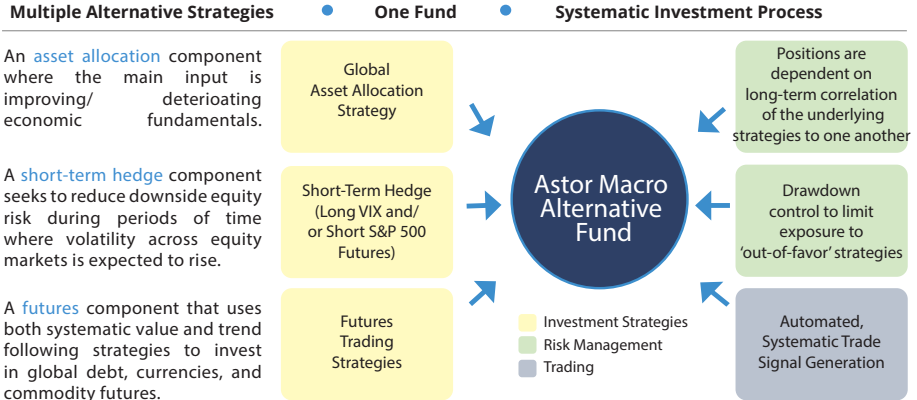 Multiple Alternative Strategies • One Fund • Systematic Investment Process
An asset allocation component
where the main input is
improving/ deterioating
economic fundamentals.
Global
Asset Allocation
Strategy
Positions are
dependent on
long-term correlation
of the underlying
strategies to one another
A short-term hedge component
seeks to reduce downside equity
risk during periods of time
where volatility across equity
markets is expected to rise.
Short-Term Hedge
(Long VIX and/
or Short S&P 500
Futures)
Astor Macro
Alternative
Fund
Drawdown
control to limit
exposure to
‘out-of-favor’ strategies
A futures component that uses
both systematic value and trend
following strategies to invest
in global debt, currencies, and
commodity futures.
Futures
Trading
Strategies
Investment Strategies
Risk Management
Trading
Automated,
Systematic Trade
Signal Generation